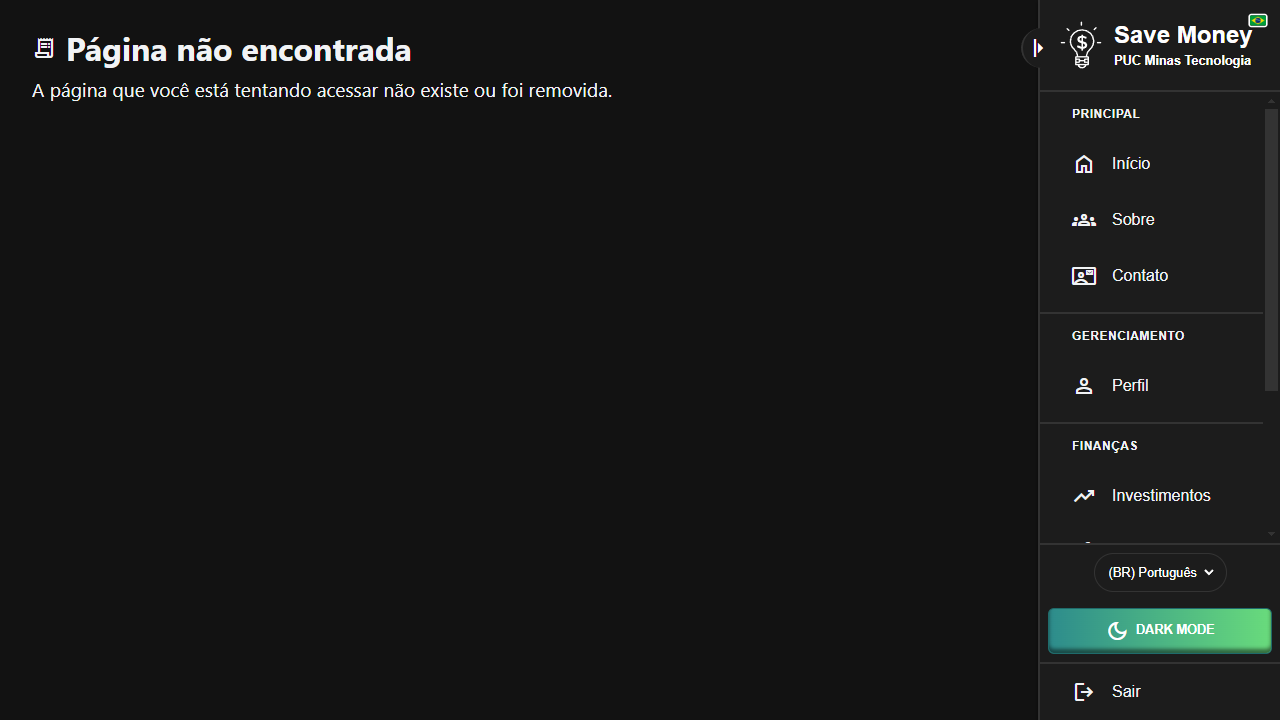 Página não encontrada
A página que você está tentando acessar não existe ou foi removida.
Save Money
PUC Minas Tecnologia
PRINCIPAL
Início
Sobre
Contato
GERENCIAMENTO
Perfil
FINANÇAS
Investimentos
(BR) Português
DARK MODE
Sair